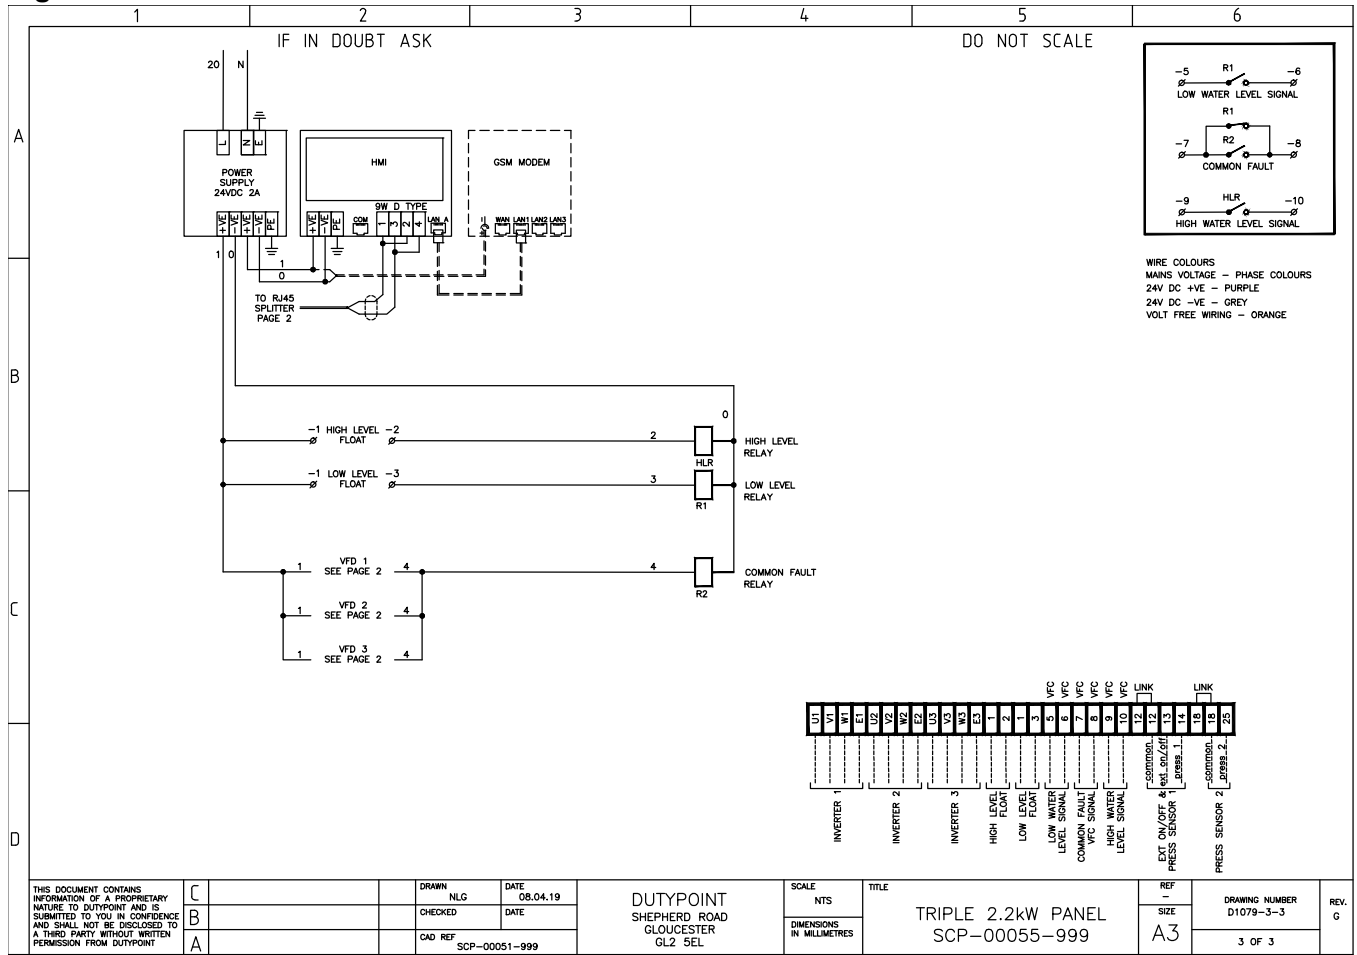 1 2 3 4 5 6
IF IN DOUBT ASK
DO NOT SCALE
A
B
C
D
20 N
L N E
POWER
SUPPLY
24VDC 2A
+VE -VE +VE -VE PE
1 0
1
0
HMI
9W D TYPE
+VE -VE PE
COM
1 3 2 4
LAN A
GSM MODEM
WAN LAN1 LAN2 LAN3
TO RJ45
SPLITTER
PAGE 2
-5 R1 -6
LOW WATER LEVEL SIGNAL
R1
-7 R2 -8
COMMON FAULT
-9 HLR -10
HIGH WATER LEVEL SIGNAL
WIRE COLOURS
MAINS VOLTAGE - PHASE COLOURS
24V DC +VE - PURPLE
24V DC -VE - GREY
VOLT FREE WIRING - ORANGE
0
-1 HIGH LEVEL -2
FLOAT
2
HLR
HIGH LEVEL
RELAY
-1 LOW LEVEL -3
FLOAT
3
R1
LOW LEVEL
RELAY
1 VFD 1 4
SEE PAGE 2
4
R2
COMMON FAULT
RELAY
1 VFD 2 4
SEE PAGE 2
1 VFD 3 4
SEE PAGE 2
VFC VFC VFC VFC VFC VFC
LINK
LINK
U1 V1 W1 E1 U2 V2 W2 E2 U3 V3 W3 E3 1 2 1 3 5 6 7 8 9 10 12 12 13 14 18 18 25
common
ext on/off
press 1
common
press 2
INVERTER 1
INVERTER 2
INVERTER 3
HIGH LEVEL
FLOAT
LOW LEVEL
FLOAT
LOW WATER
LEVEL SIGNAL
COMMON FAULT
VFC SIGNAL
HIGH WATER
LEVEL SIGNAL
EXT ON/OFF &
PRESS SENSOR 1
PRESS SENSOR 2
THIS DOCUMENT CONTAINS
INFORMATION OF A PROPRIETARY
NATURE TO DUTYPOINT AND IS
SUBMITTED TO YOU IN CONFIDENCE
AND SHALL NOT BE DISCLOSED TO
A THIRD PARTY WITHOUT WRITTEN
PERMISSION FROM DUTYPOINT
C
B
A
DRAWN
NLG
DATE
08.04.19
CHECKED
DATE
CAD REF
SCP-00051-999
DUTYPOINT
SHEPHERD ROAD
GLOUCESTER
GL2 5EL
SCALE
NTS
DIMENSIONS
IN MILLIMETRES
TITLE
TRIPLE 2.2kW PANEL
SCP-00055-999
REF
-
SIZE
A3
DRAWING NUMBER
D1079-3-3
3 OF 3
REV.
G